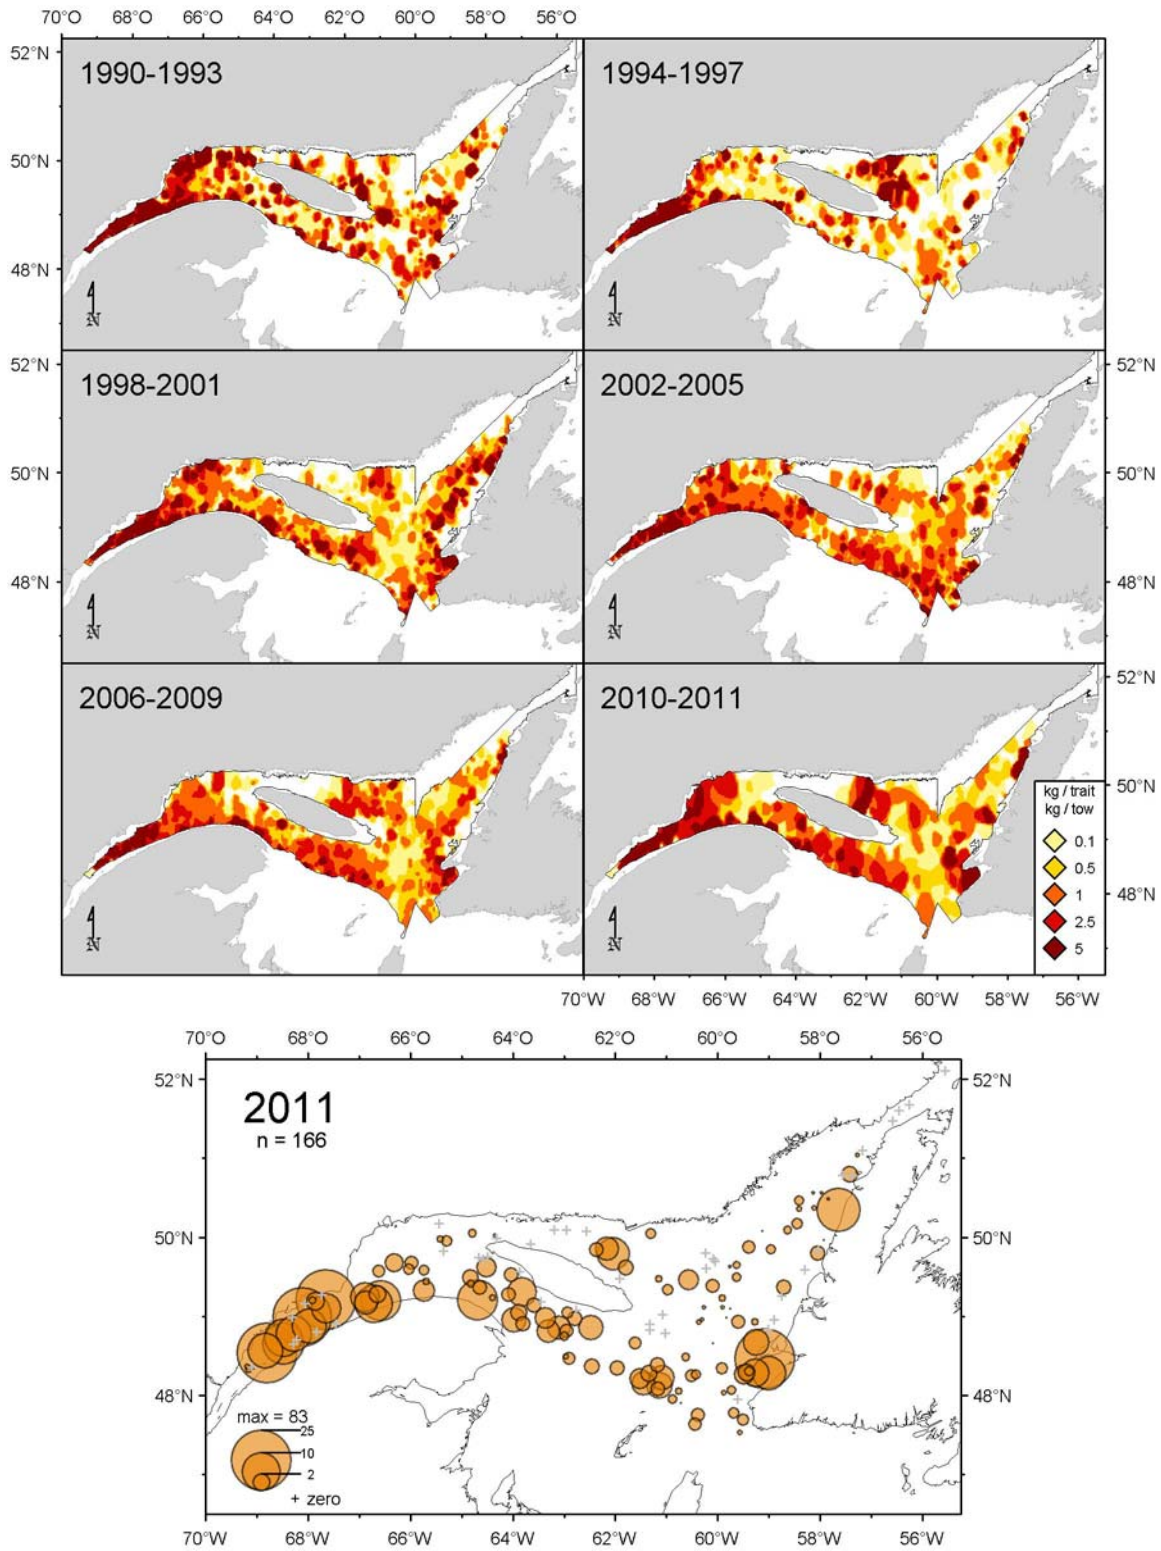 70°O 68°O 66°O 64°O 62°O 60°O 58°O 56°O
52°N
1990-1993
1994-1997
50°N
48°N
N
N
52°N
52°N
1998-2001
2002-2005
50°N
50°N
48°N
48°N
N
N
52°N
2006-2009
2010-2011
50°N
kg / trait
kg / tow
0.1
0.5
1
2.5
5
48°N
N
N
70°W 68°W 66°W 64°W 62°W 60°W 58°W 56°W
70°O 68°O 66°O 64°O 62°O 60°O 58°O 56°O
52°N
52°N
2011
n = 166
50°N
50°N
48°N
48°N
max = 83
25
10
2
+ zero
70°W 68°W 66°W 64°W 62°W 60°W 58°W 56°W